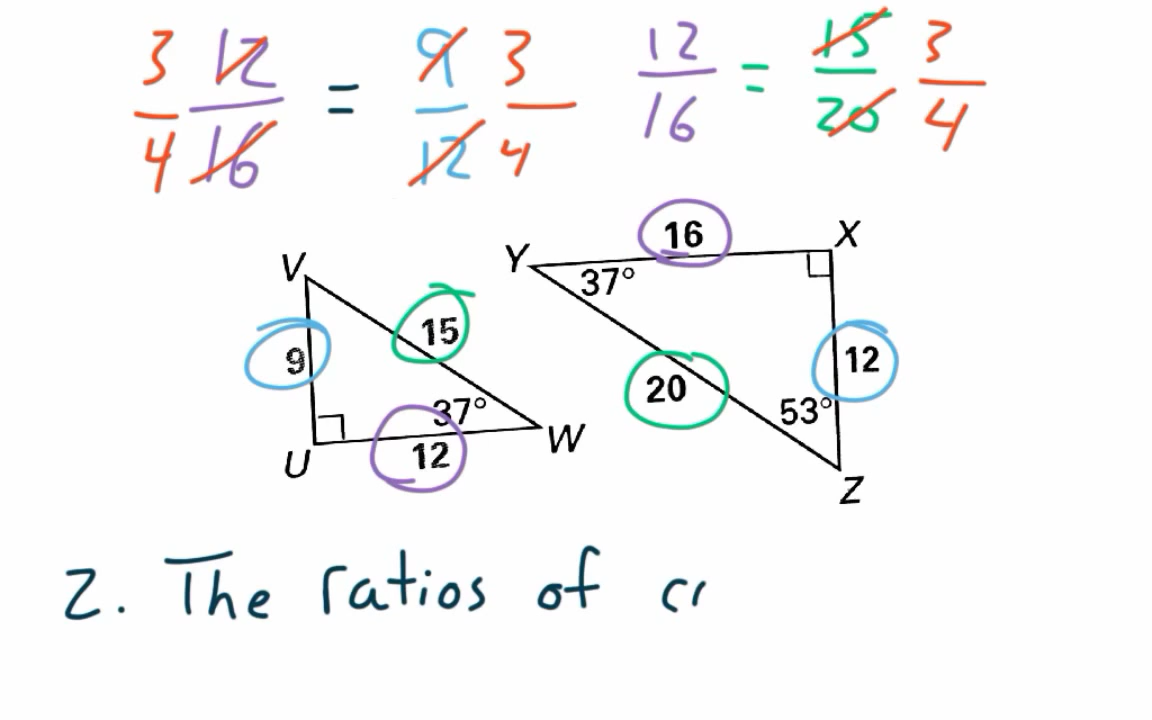 3 12 = 9 3 12 = 15 3
4 16 12 4 16 20 4
16 X
Y
V 37°
15
9 12
20
37° 53°
U 12 W
Z
2. The ratios of